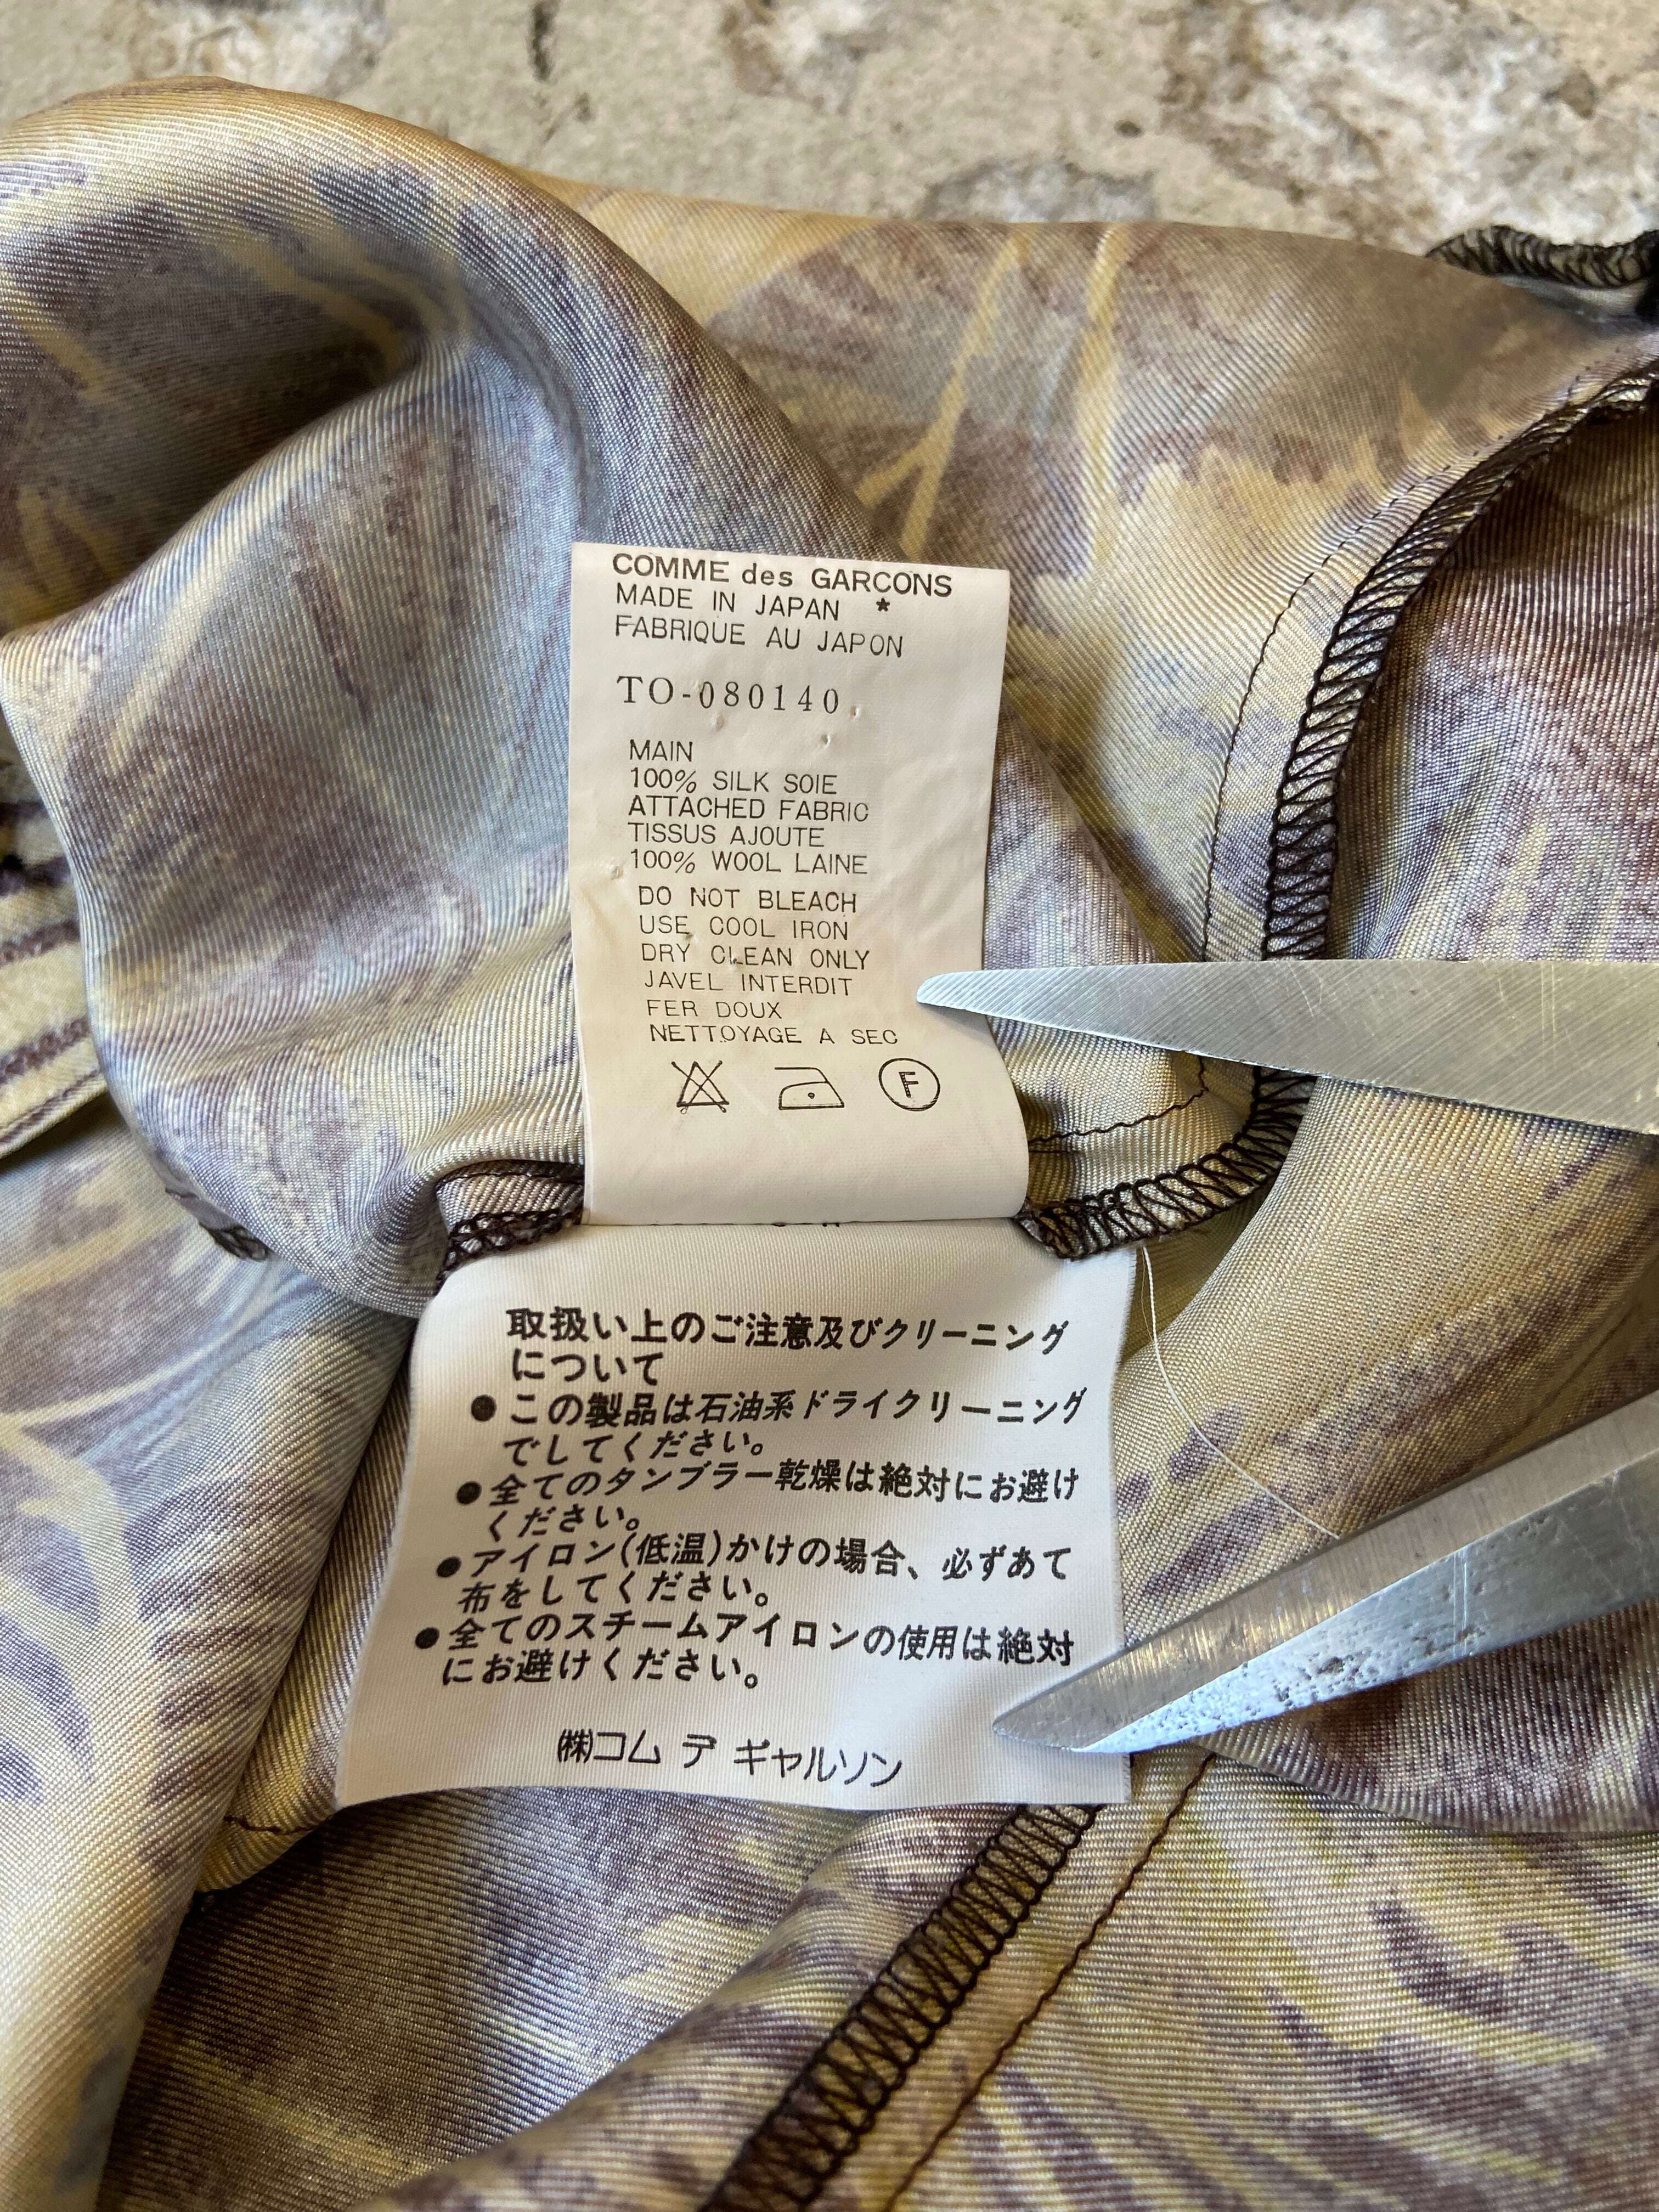 COMME des GARCONS
MADE IN JAPAN *
FABRIQUE AU JAPON
TO-080140
MAIN
100% SILK SOIE
ATTACHED FABRIC
TISSUS AJOUTE
100% WOOL LAINE
DO NOT BLEACH
USE COOL IRON
DRY CLEAN ONLY
JAVEL INTERDIT
FER DOUX
NETTOYAGE A SEC
F
取扱い上のご注意及びクリーニング
について
●この製品は石油系ドライクリーニング
でしてください。
●全てのタンブラー乾燥は絶対にお避け
ください。
●アイロン(低温)かけの場合、必ずあて
布をしてください。
●全てのスチームアイロンの使用は絶対
にお避けください。
㈱コム デ ギャルソン